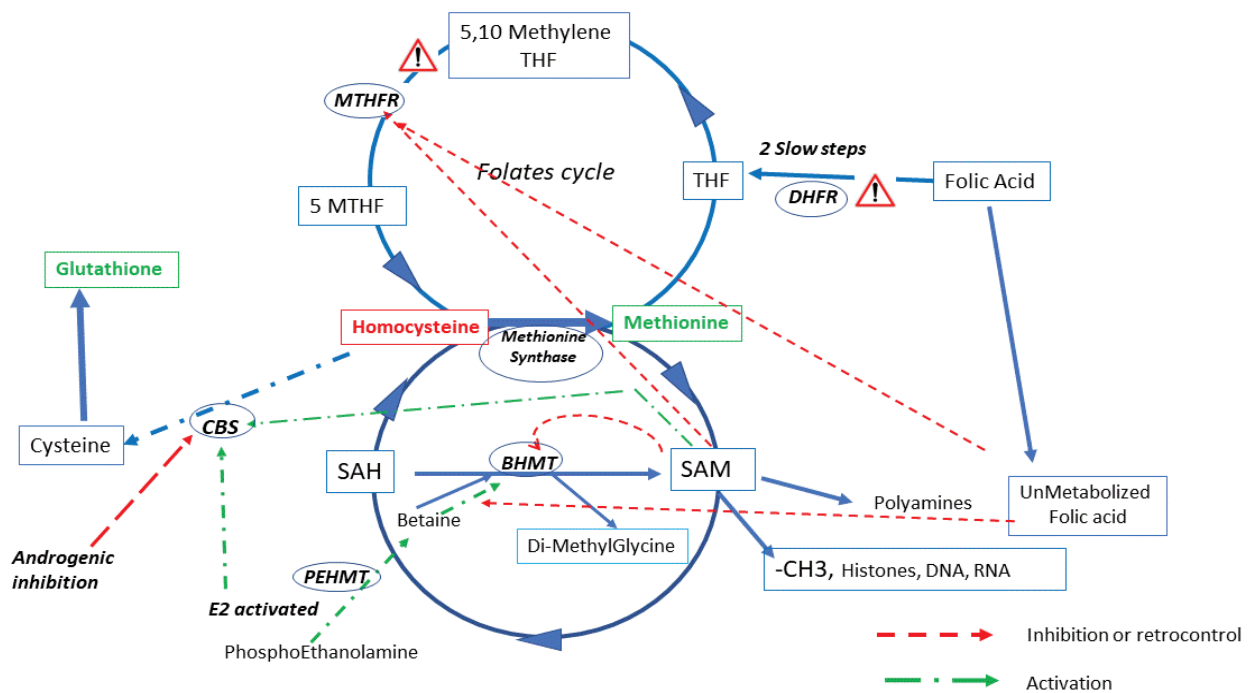 5,10 Methylene
THF
MTHFR
Folates cycle
2 Slow steps
THF
DHFR
Folic Acid
5 MTHF
Glutathione
Homocysteine
Methionine
Synthase
Methionine
CBS
Cysteine
SAH
BHMT
SAM
Betaine
Polyamines
UnMetabolized
Folic acid
Di-MethylGlycine
-CH3, Histones, DNA, RNA
Androgenic
inhibition
PEHMT
E2 activated
PhosphoEthanolamine
Inhibition or retrocontrol
Activation